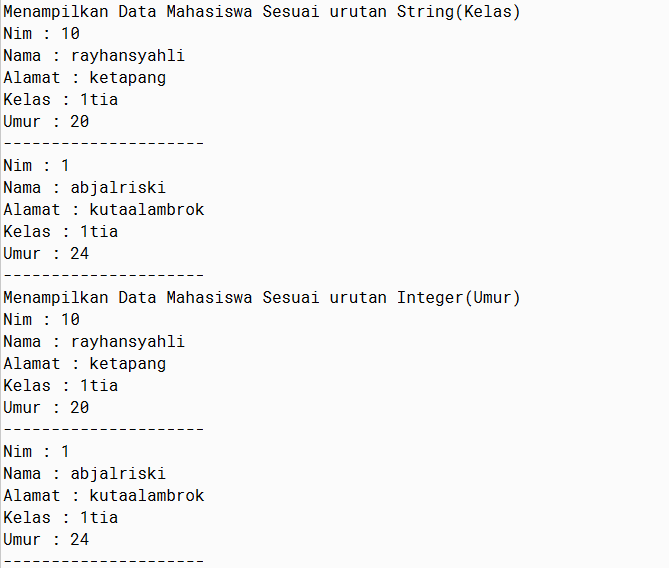 Menampilkan Data Mahasiswa Sesuai urutan String(Kelas)
Nim : 10
Nama : rayhansyahli
Alamat : ketapang
Kelas : 1tia
Umur : 20
---------------------
Nim : 1
Nama : abjalriski
Alamat : kutaalambrok
Kelas : 1tia
Umur : 24
---------------------
Menampilkan Data Mahasiswa Sesuai urutan Integer(Umur)
Nim : 10
Nama : rayhansyahli
Alamat : ketapang
Kelas : 1tia
Umur : 20
---------------------
Nim : 1
Nama : abjalriski
Alamat : kutaalambrok
Kelas : 1tia
Umur : 24
---------------------